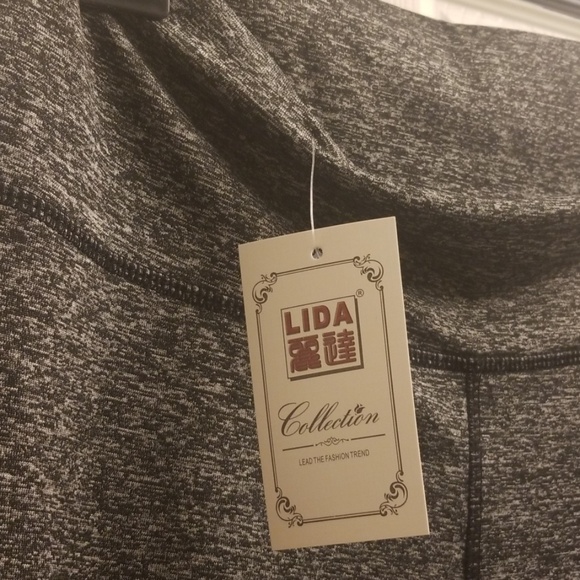 LIDA®
麗達
Collection
LEAD THE FASHION TREND